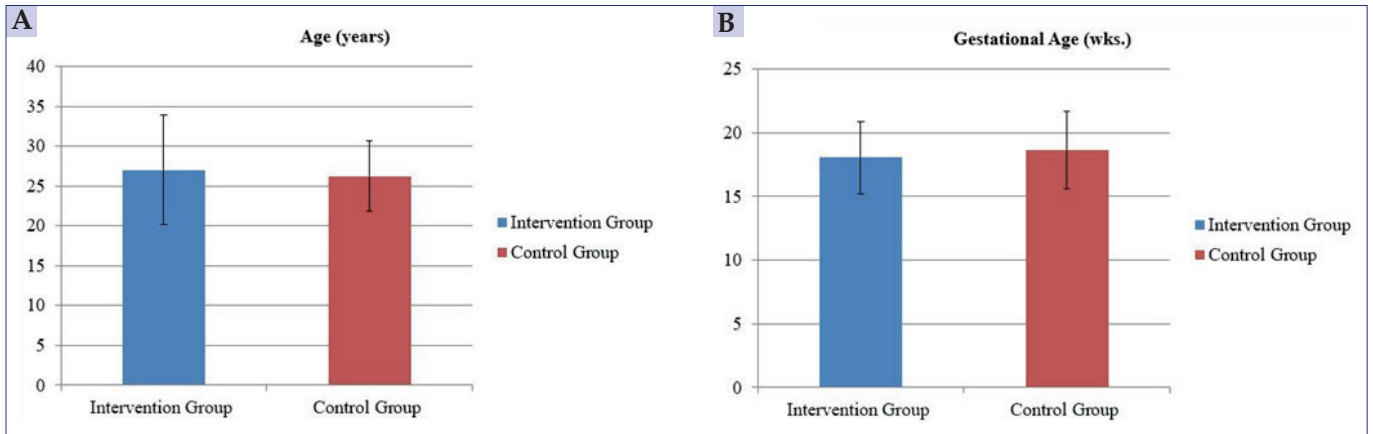 A
Age (years)
40
35
30
25
20
15
10
5
0
Intervention Group
Control Group
Intervention Group
Control Group
B
Gestational Age (wks.)
25
20
15
10
5
0
Intervention Group
Control Group
Intervention Group
Control Group